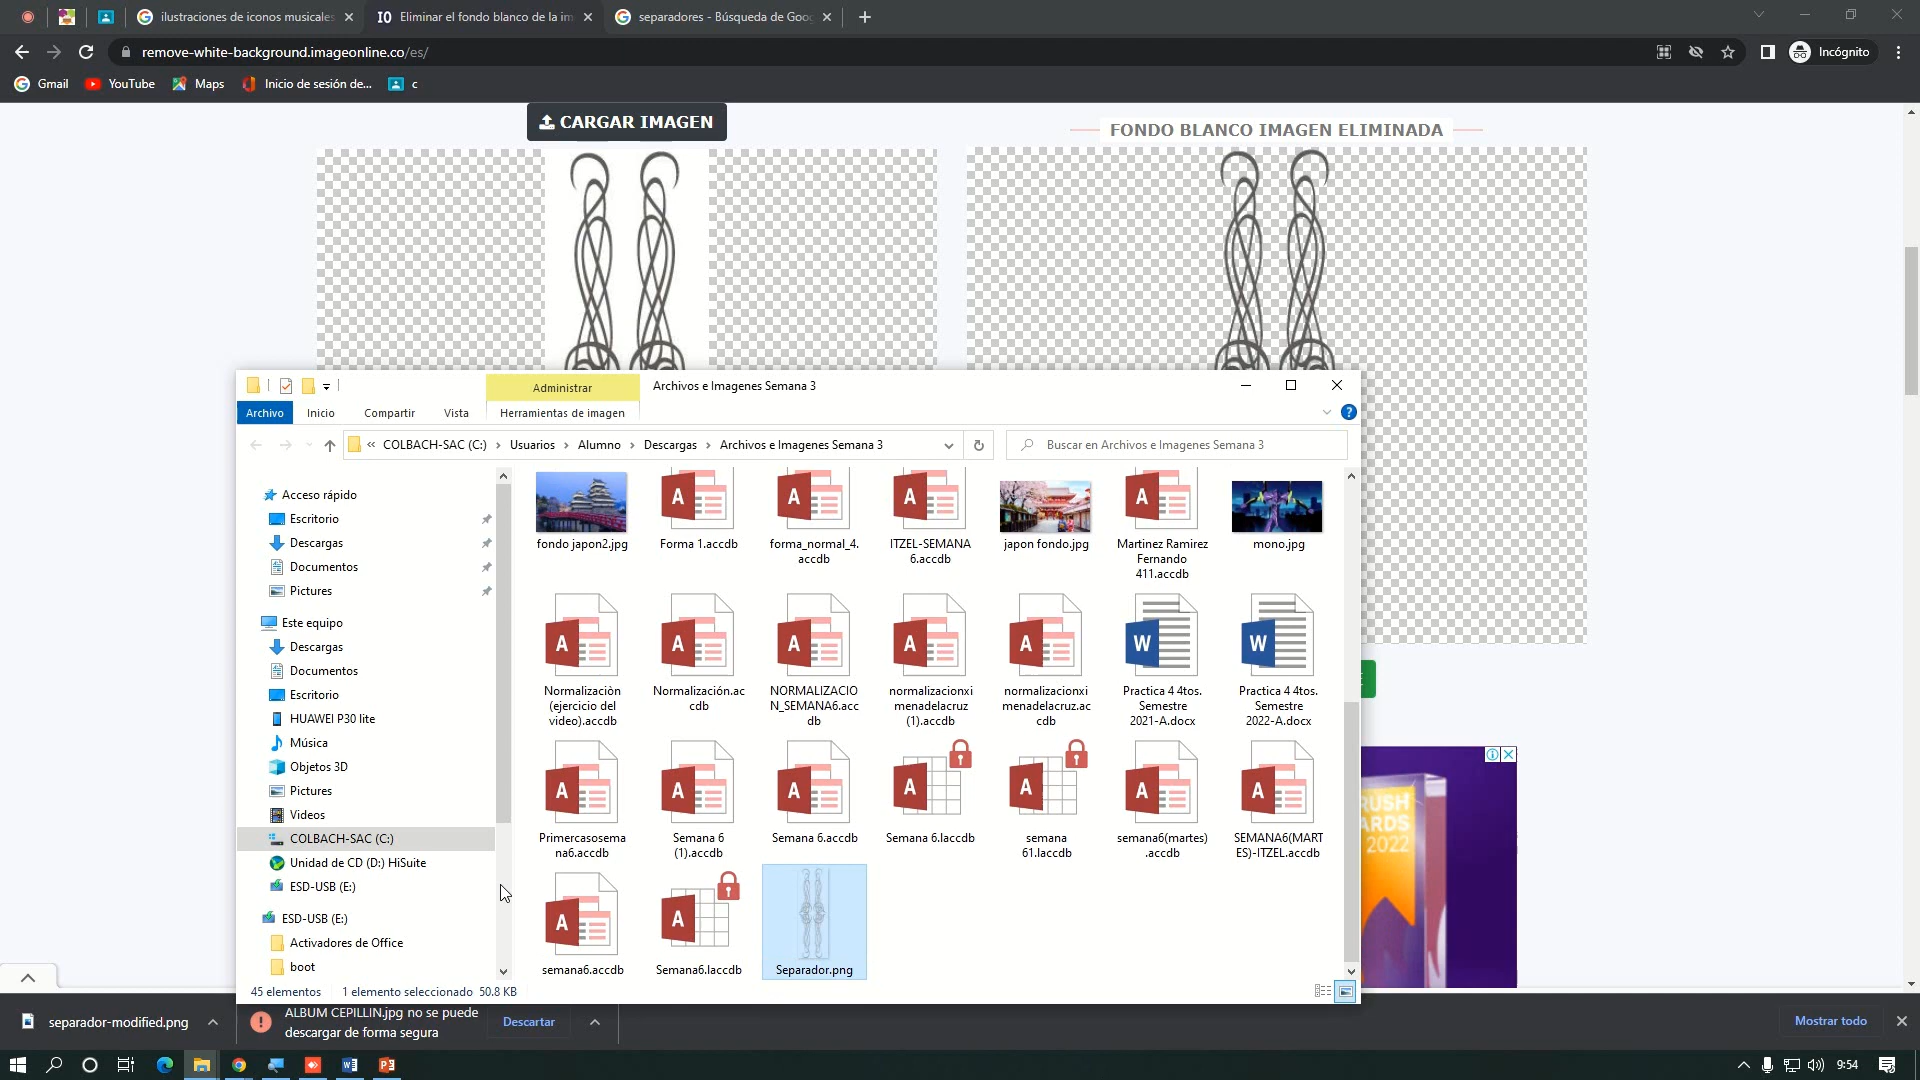 ilustraciones de iconos musicales
Eliminar el fondo blanco de la im
separadores - Búsqueda de Goo
remove-white-background.imageonline.co/es/
Incógnito
Gmail
YouTube
Maps
Inicio de sesión de...
c
CARGAR IMAGEN
FONDO BLANCO IMAGEN ELIMINADA
Administrar
Archivos e Imagenes Semana 3
Archivo
Inicio
Compartir
Vista
Herramientas de imagen
« COLBACH-SAC (C:) › Usuarios › Alumno › Descargas › Archivos e Imagenes Semana 3
Buscar en Archivos e Imagenes Semana 3
Acceso rápido
Escritorio
Descargas
Documentos
Pictures
Este equipo
Descargas
Documentos
Escritorio
HUAWEI P30 lite
Música
Objetos 3D
Pictures
Videos
COLBACH-SAC (C:)
Unidad de CD (D:) HiSuite
ESD-USB (E:)
ESD-USB (E:)
Activadores de Office
boot
fondo japon2.jpg
Forma 1.accdb
forma_normal_4.
accdb
ITZEL-SEMANA
6.accdb
japon fondo.jpg
Martinez Ramirez
Fernando
411.accdb
mono.jpg
Normalizaciòn
(ejercicio del
video).accdb
Normalización.ac
cdb
NORMALIZACIO
N_SEMANA6.acc
db
normalizacionxi
menadelacruz
(1).accdb
normalizacionxi
menadelacruz.ac
cdb
Practica 4 4tos.
Semestre
2021-A.docx
Practica 4 4tos.
Semestre
2022-A.docx
Primercasosema
na6.accdb
Semana 6
(1).accdb
Semana 6.accdb
Semana 6.laccdb
semana
61.laccdb
semana6(martes)
.accdb
SEMANA6(MART
ES)-ITZEL.accdb
semana6.accdb
Semana6.laccdb
Separador.png
45 elementos
1 elemento seleccionado 50.8 KB
RUSH
ARDS
2022
separador-modified.png
ALBUM CEPILLIN.jpg no se puede
descargar de forma segura
Descartar
Mostrar todo
9:54